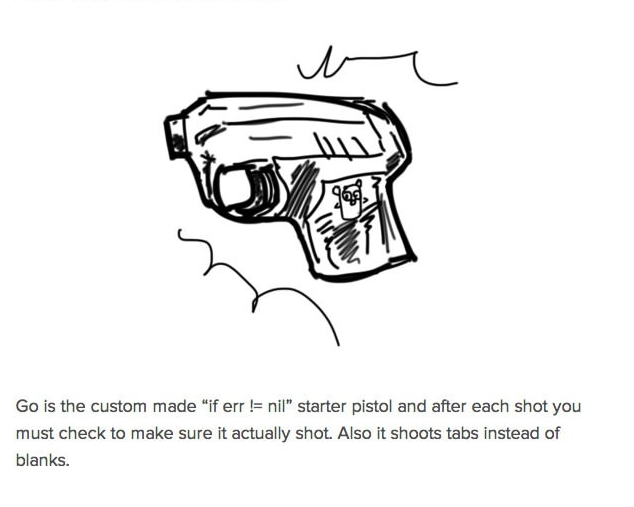 Go is the custom made “if err != nil” starter pistol and after each shot you
must check to make sure it actually shot. Also it shoots tabs instead of
blanks.